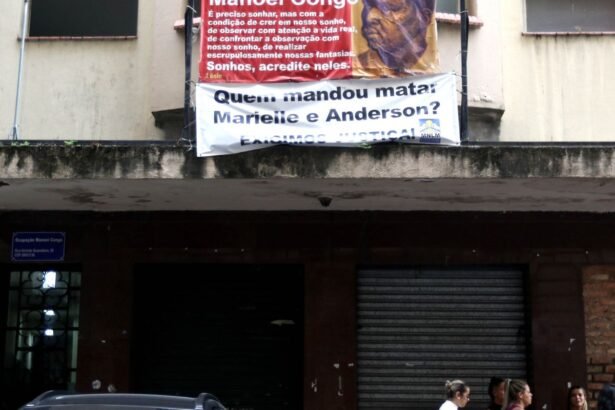 Manoel Congo
É preciso sonhar, mas com a
condição de crer em nosso sonho,
de observar com atenção a vida real,
de confrontar a observação com
nosso sonho, de realizar
escrupulosamente nossas fantasias.
Sonhos, acredite neles.
Quem mandou matar
Marielle e Anderson?
EXIGIMOS JUSTIÇA!
MNLM
Ocupação Manoel Congo